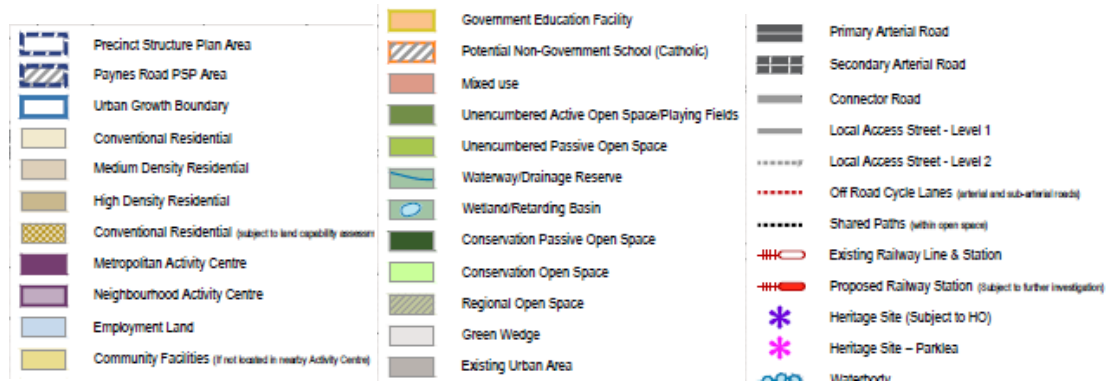 Precinct Structure Plan Area
Paynes Road PSP Area
Urban Growth Boundary
Conventional Residential
Medium Density Residential
High Density Residential
Conventional Residential (subject to land capability assessm
Metropolitan Activity Centre
Neighbourhood Activity Centre
Employment Land
Community Facilities (If not located in nearby Activity Centre)
Government Education Facility
Potential Non-Government School (Catholic)
Mixed use
Unencumbered Active Open Space/Playing Fields
Unencumbered Passive Open Space
Waterway/Drainage Reserve
Wetland/Retarding Basin
Conservation Passive Open Space
Conservation Open Space
Regional Open Space
Green Wedge
Existing Urban Area
Primary Arterial Road
Secondary Arterial Road
Connector Road
Local Access Street - Level 1
Local Access Street - Level 2
Off Road Cycle Lanes (arterial and sub-arterial roads)
Shared Paths (within open space)
Existing Railway Line & Station
Proposed Railway Station (Subject to further investigation)
Heritage Site (Subject to HO)
Heritage Site – Parklea
Waterbody